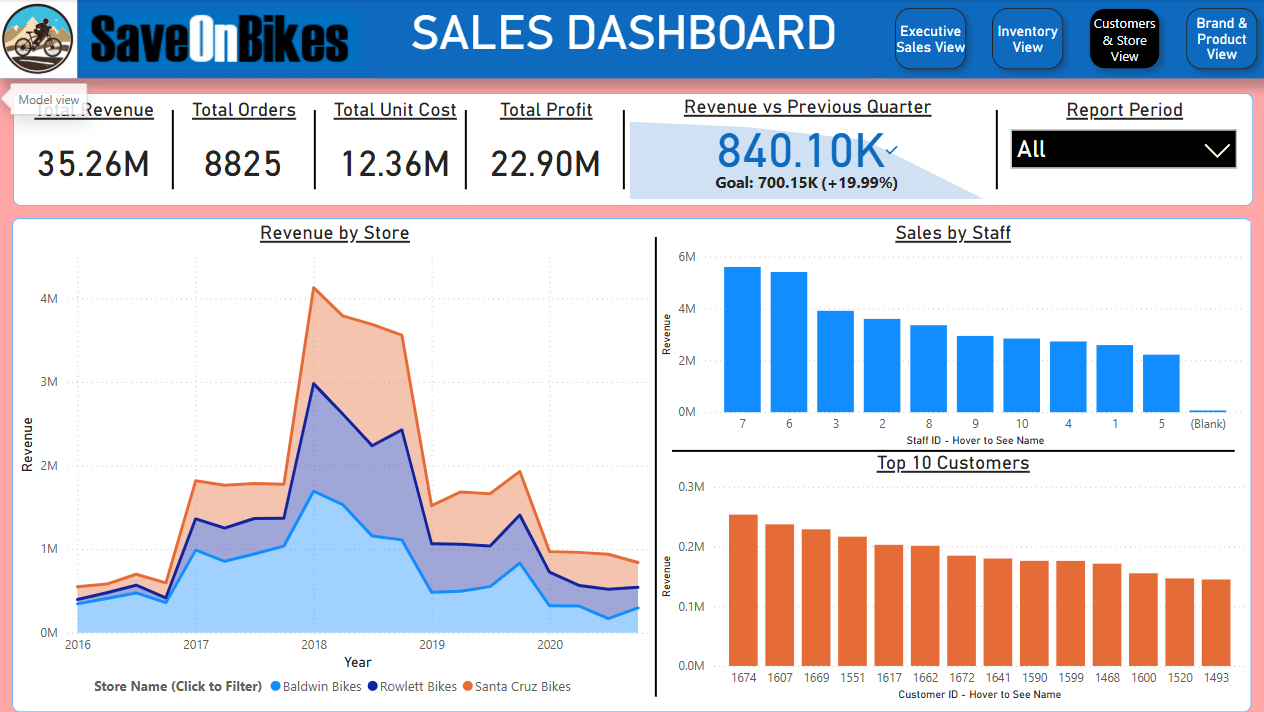 SaveOnBikes
SALES DASHBOARD
Executive
Sales View
Inventory
View
Customers
& Store
View
Brand &
Product
View
Model view
Total Revenue
35.26M
Total Orders
8825
Total Unit Cost
12.36M
Total Profit
22.90M
Revenue vs Previous Quarter
840.10K
Goal: 700.15K (+19.99%)
Report Period
All
Revenue by Store
Revenue
4M
3M
2M
1M
0M
2016 2017 2018 2019 2020
Year
Store Name (Click to Filter) Baldwin Bikes Rowlett Bikes Santa Cruz Bikes
Sales by Staff
Revenue
6M
4M
2M
0M
7 6 3 2 8 9 10 4 1 5 (Blank)
Staff ID - Hover to See Name
Top 10 Customers
Revenue
0.3M
0.2M
0.1M
0.0M
1674 1607 1669 1551 1617 1662 1672 1641 1590 1599 1468 1600 1520 1493
Customer ID - Hover to See Name